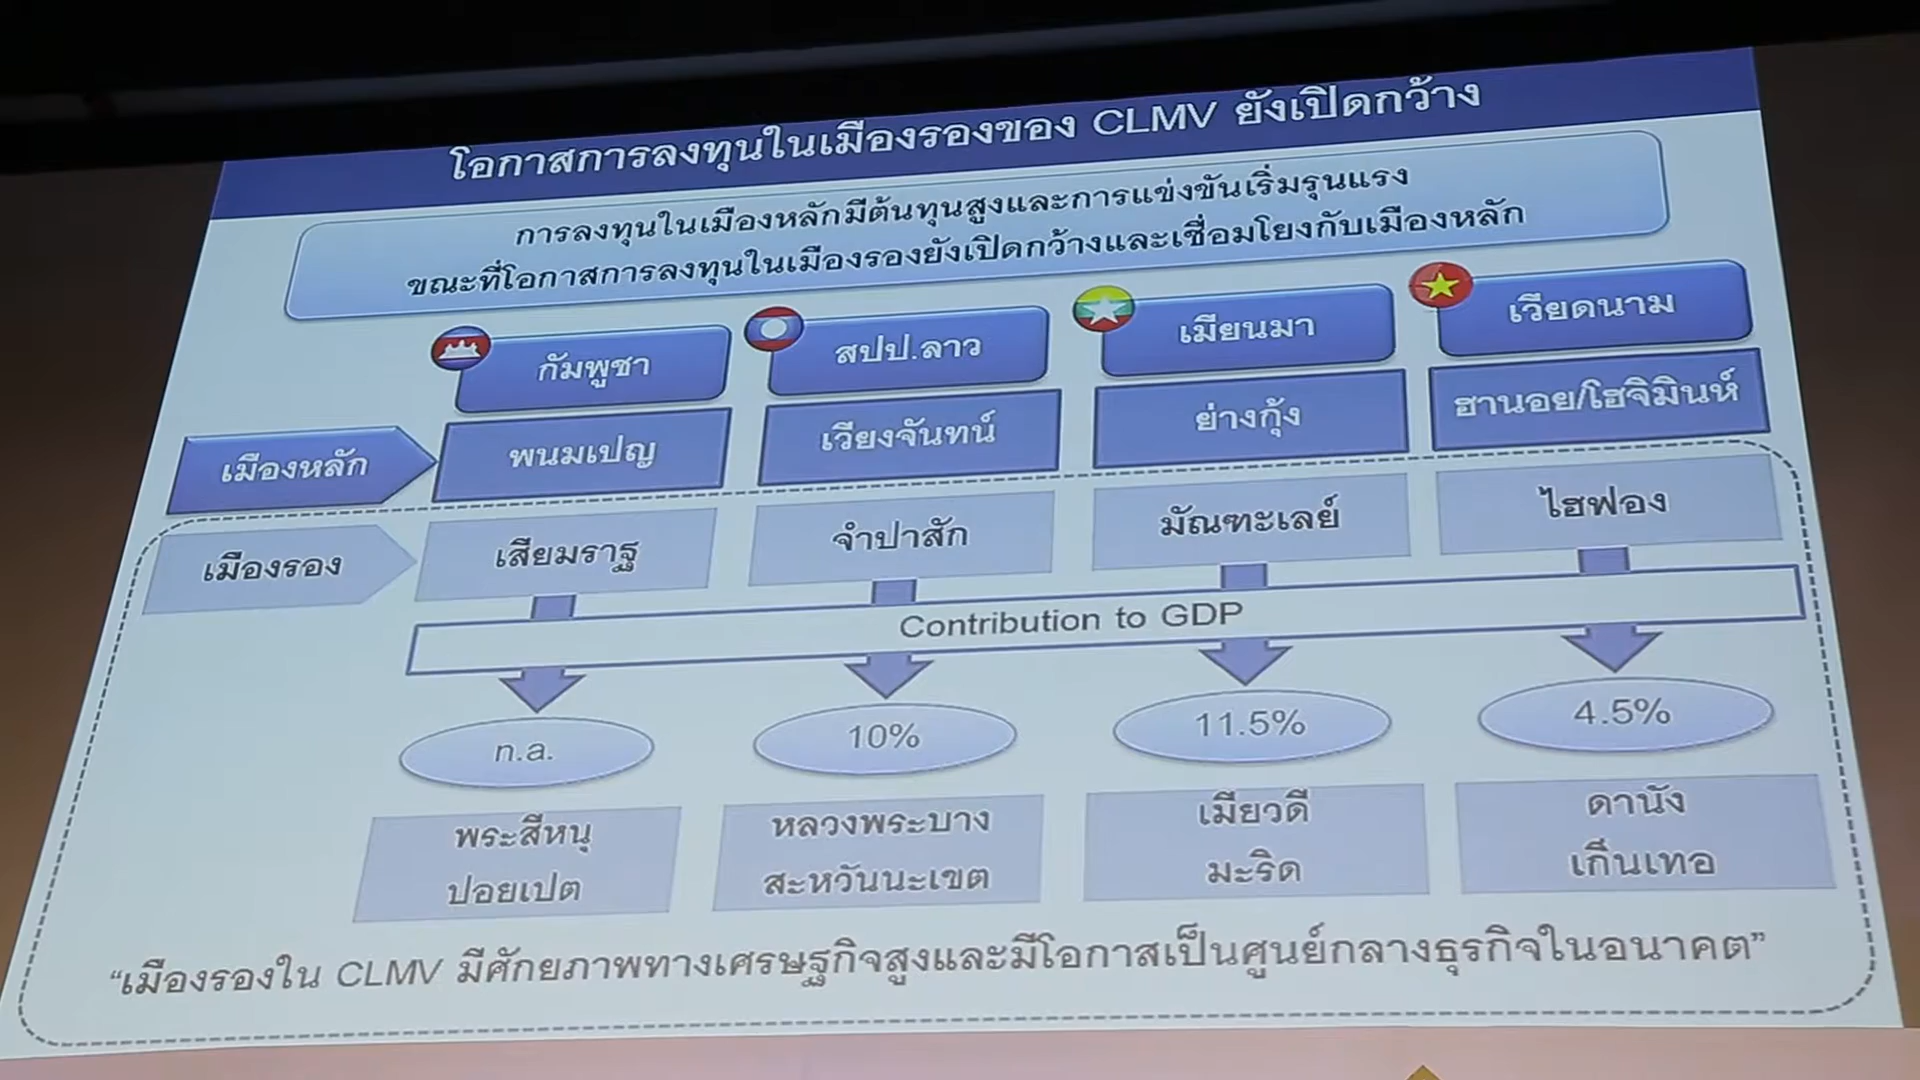 โอกาสการลงทุนในเมืองรองของ CLMV ยังเปิดกว้าง
การลงทุนในเมืองหลักมีต้นทุนสูงและการแข่งขันเริ่มรุนแรง
ขณะที่โอกาสการลงทุนในเมืองรองยังเปิดกว้างและเชื่อมโยงกับเมืองหลัก
กัมพูชา
สปป.ลาว
เมียนมา
เวียดนาม
เมืองหลัก
พนมเปญ
เวียงจันทน์
ย่างกุ้ง
ฮานอย/โฮจิมินห์
เมืองรอง
เสียมราฐ
จำปาสัก
มัณฑะเลย์
ไฮฟอง
Contribution to GDP
n.a.
10%
11.5%
4.5%
พระสีหนุ
ปอยเปต
หลวงพระบาง
สะหวันนะเขต
เมียวดี
มะริด
ดานัง
เกิ่นเทอ
“เมืองรองใน CLMV มีศักยภาพทางเศรษฐกิจสูงและมีโอกาสเป็นศูนย์กลางธุรกิจในอนาคต”